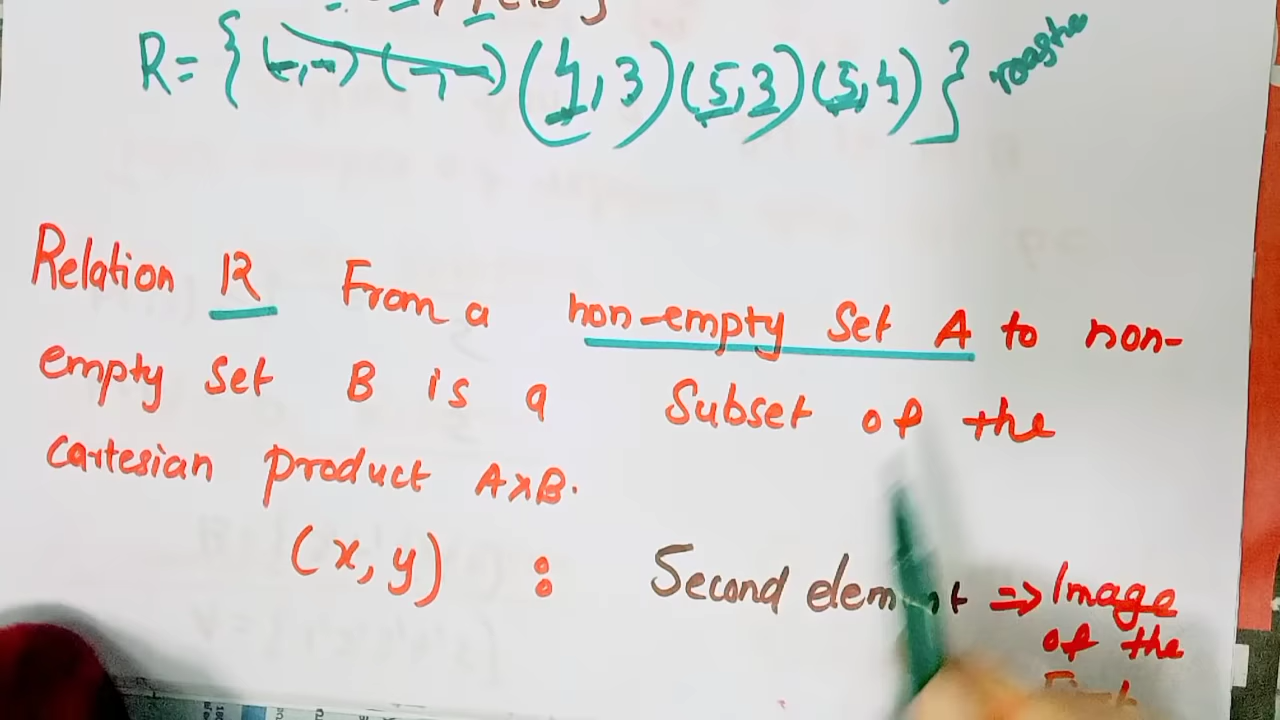 R= { (-,-) (-,-) (4,3) (5,3) (5,4) }
Relation R From a non-empty Set A to non-
empty Set B is a Subset of the
cartesian product A×B.
(x, y) : Second element ⇒ Image
of the